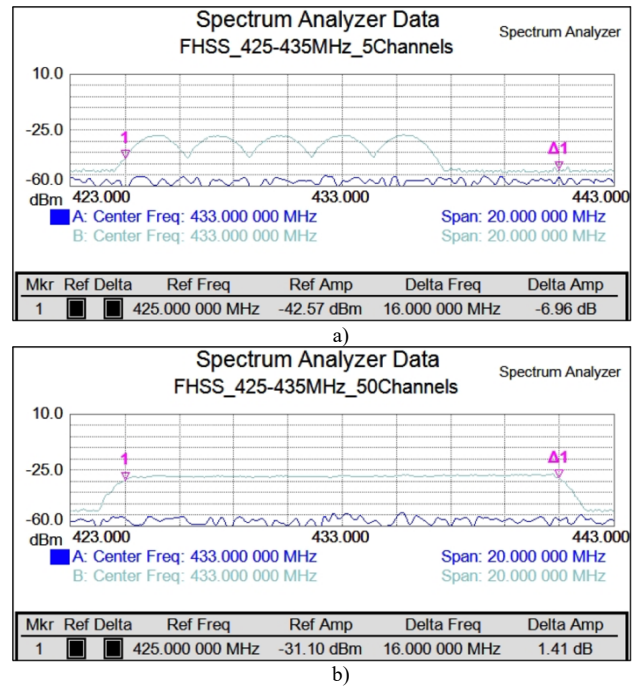 Spectrum Analyzer Data
Spectrum Analyzer
FHSS_425-435MHz_5Channels
10.0
1
-25.0
Δ1
-60.0
dBm 423.000 433.000 443.000
A: Center Freq: 433.000 000 MHz Span: 20.000 000 MHz
B: Center Freq: 433.000 000 MHz Span: 20.000 000 MHz
Mkr Ref Delta Ref Freq Ref Amp Delta Freq Delta Amp
1 425.000 000 MHz -42.57 dBm 16.000 000 MHz -6.96 dB
a)
Spectrum Analyzer Data
Spectrum Analyzer
FHSS_425-435MHz_50Channels
10.0
1 Δ1
-25.0
-60.0
dBm 423.000 433.000 443.000
A: Center Freq: 433.000 000 MHz Span: 20.000 000 MHz
B: Center Freq: 433.000 000 MHz Span: 20.000 000 MHz
Mkr Ref Delta Ref Freq Ref Amp Delta Freq Delta Amp
1 425.000 000 MHz -31.10 dBm 16.000 000 MHz 1.41 dB
b)